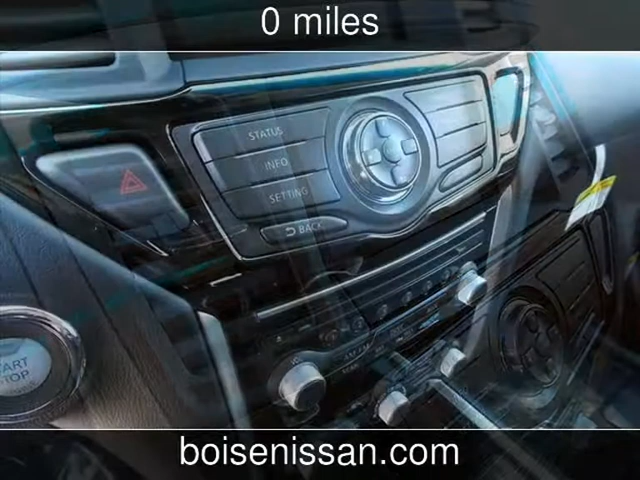 0 miles
STATUS
INFO
SETTING
BACK
START
STOP
boisenissan.com